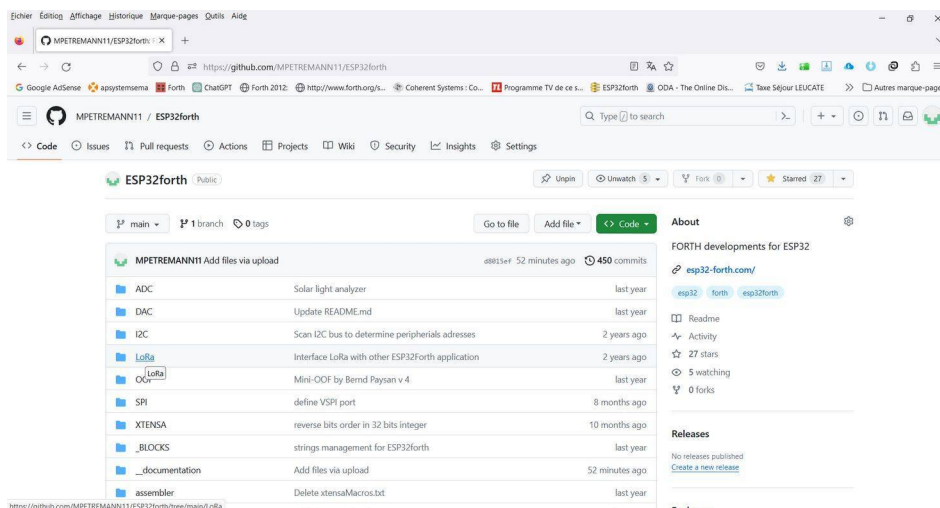 Fichier Édition Affichage Historique Marque-pages Outils Aide
MPETREMANN11/ESP32forth: F
https://github.com/MPETREMANN11/ESP32forth
Google AdSense apsystemsema Forth ChatGPT Forth 2012: http://www.forth.org/s... Coherent Systems : Co... Programme TV de ce s... ESP32forth ODA - The Online Dis... Taxe Séjour LEUCATE Autres marque-page
MPETREMANN11 / ESP32forth Type / to search
Code Issues Pull requests Actions Projects Wiki Security Insights Settings
ESP32forth Public Unpin Unwatch 5 Fork 0 Starred 27
main 1 branch 0 tags Go to file Add file Code
MPETREMANN11 Add files via upload d8015ef 52 minutes ago 450 commits
ADC Solar light analyzer last year
DAC Update README.md last year
I2C Scan I2C bus to determine peripherials adresses 2 years ago
LoRa Interface LoRa with other ESP32Forth application 2 years ago
LoRa
Mini-OOF by Bernd Paysan v 4 last year
SPI define VSPI port 8 months ago
XTENSA reverse bits order in 32 bits integer 10 months ago
_BLOCKS strings management for ESP32forth last year
__documentation Add files via upload 52 minutes ago
assembler Delete xtensaMacros.txt last year
About
FORTH developments for ESP32
esp32-forth.com/
esp32 forth esp32forth
Readme
Activity
27 stars
5 watching
0 forks
Releases
No releases published
Create a new release
https://github.com/MPETREMANN11/ESP32forth/tree/main/LoRa